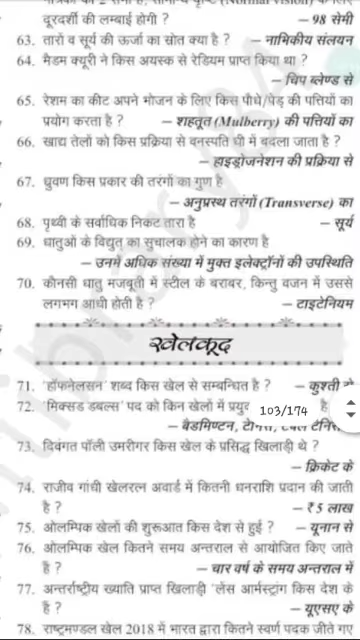 दूरदर्शी की लम्बाई होगी ? – 98 सेमी
63. तारों व सूर्य की ऊर्जा का स्रोत क्या है ? – नाभिकीय संलयन
64. मैडम क्यूरी ने किस अयस्क से रेडियम प्राप्त किया था ?
– पिच ब्लेण्ड से
65. रेशम का कीट अपने भोजन के लिए किस पौधे/पेड़ की पत्तियों का
प्रयोग करता है ? – शहतूत (Mulberry) की पत्तियों का
66. खाद्य तेलों को किस प्रक्रिया से वनस्पति घी में बदला जाता है ?
– हाइड्रोजनेशन की प्रक्रिया से
67. ध्रुवण किस प्रकार की तरंगों का गुण है
– अनुप्रस्थ तरंगों (Transverse) का
68. पृथ्वी के सर्वाधिक निकट तारा है – सूर्य
69. धातुओं के विद्युत का सुचालक होने का कारण है
– उनमें अधिक संख्या में मुक्त इलेक्ट्रॉनों की उपस्थिति
70. कौनसी धातु मजबूती में स्टील के बराबर, किन्तु वजन में उससे
लगभग आधी होती है ? – टाइटेनियम
खेलकूद
71. 'हॉफनेलसन' शब्द किस खेल से सम्बन्धित है ? – कुश्ती
72. 'मिक्सड डबल्स' पद को किन खेलों में 103/174 है
– बैडमिण्टन, टेनिस, टेबल टेनिस
73. दिवंगत पॉली उमरीगर किस खेल के प्रसिद्ध खिलाड़ी थे ?
– क्रिकेट के
74. राजीव गांधी खेलरत्न अवार्ड में कितनी धनराशि प्रदान की जाती
है ? – ₹ 5 लाख
75. ओलम्पिक खेलों की शुरूआत किस देश से हुई ? – यूनान से
76. ओलम्पिक खेल कितने समय अन्तराल से आयोजित किए जाते
हैं ? – चार वर्ष के समय अन्तराल में
77. अन्तर्राष्ट्रीय ख्याति प्राप्त खिलाड़ी 'लेंस आर्मस्ट्रांग' किस देश के
हैं ? – यूएसए के
78. राष्ट्रमण्डल खेल 2018 में भारत द्वारा कितने स्वर्ण पदक जीते गए